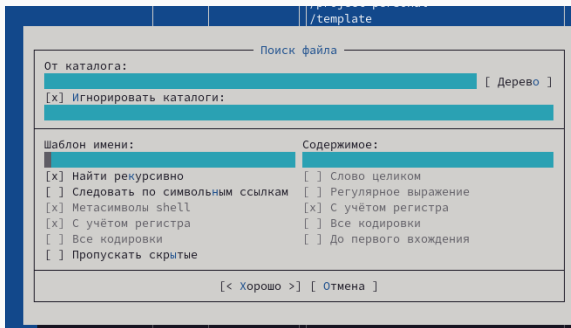 /template
Поиск файла
От каталога:
[ Дерево ]
[x] Игнорировать каталоги:
Шаблон имени:
Содержимое:
[x] Найти рекурсивно
[ ] Слово целиком
[ ] Следовать по символьным ссылкам
[ ] Регулярное выражение
[x] Метасимволы shell
[x] С учётом регистра
[x] С учётом регистра
[ ] Все кодировки
[ ] Все кодировки
[ ] До первого вхождения
[ ] Пропускать скрытые
[< Хорошо >] [ Отмена ]